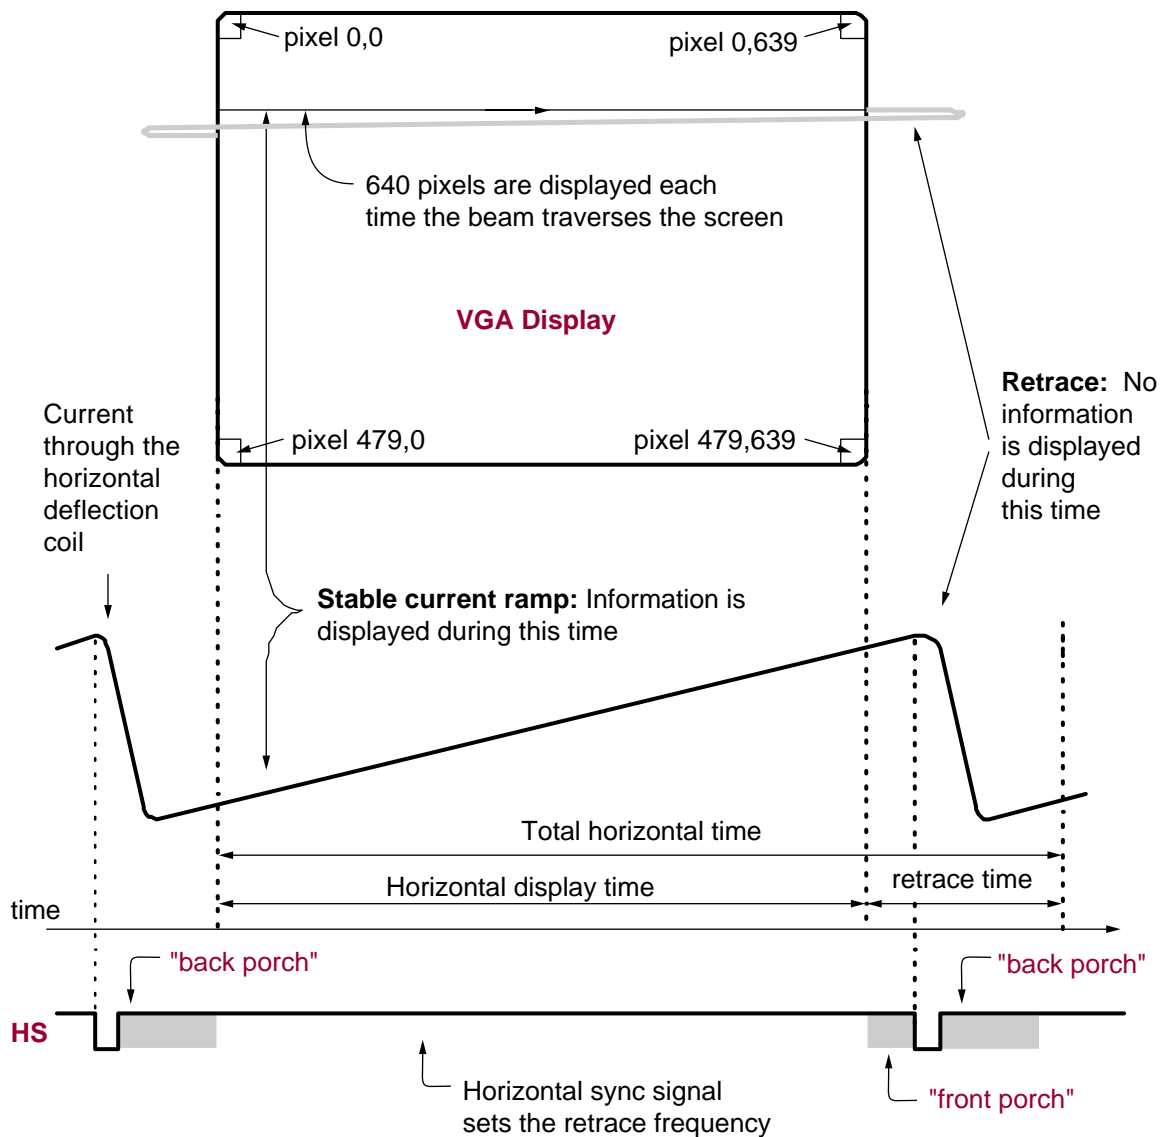 pixel 0,0
pixel 0,639
640 pixels are displayed each
time the beam traverses the screen
VGA Display
Retrace: No
information
is displayed
during
this time
Current
through the
horizontal
deflection
coil
pixel 479,0
pixel 479,639
Stable current ramp: Information is
displayed during this time
Total horizontal time
Horizontal display time
retrace time
time
"back porch"
"back porch"
HS
Horizontal sync signal
sets the retrace frequency
"front porch"